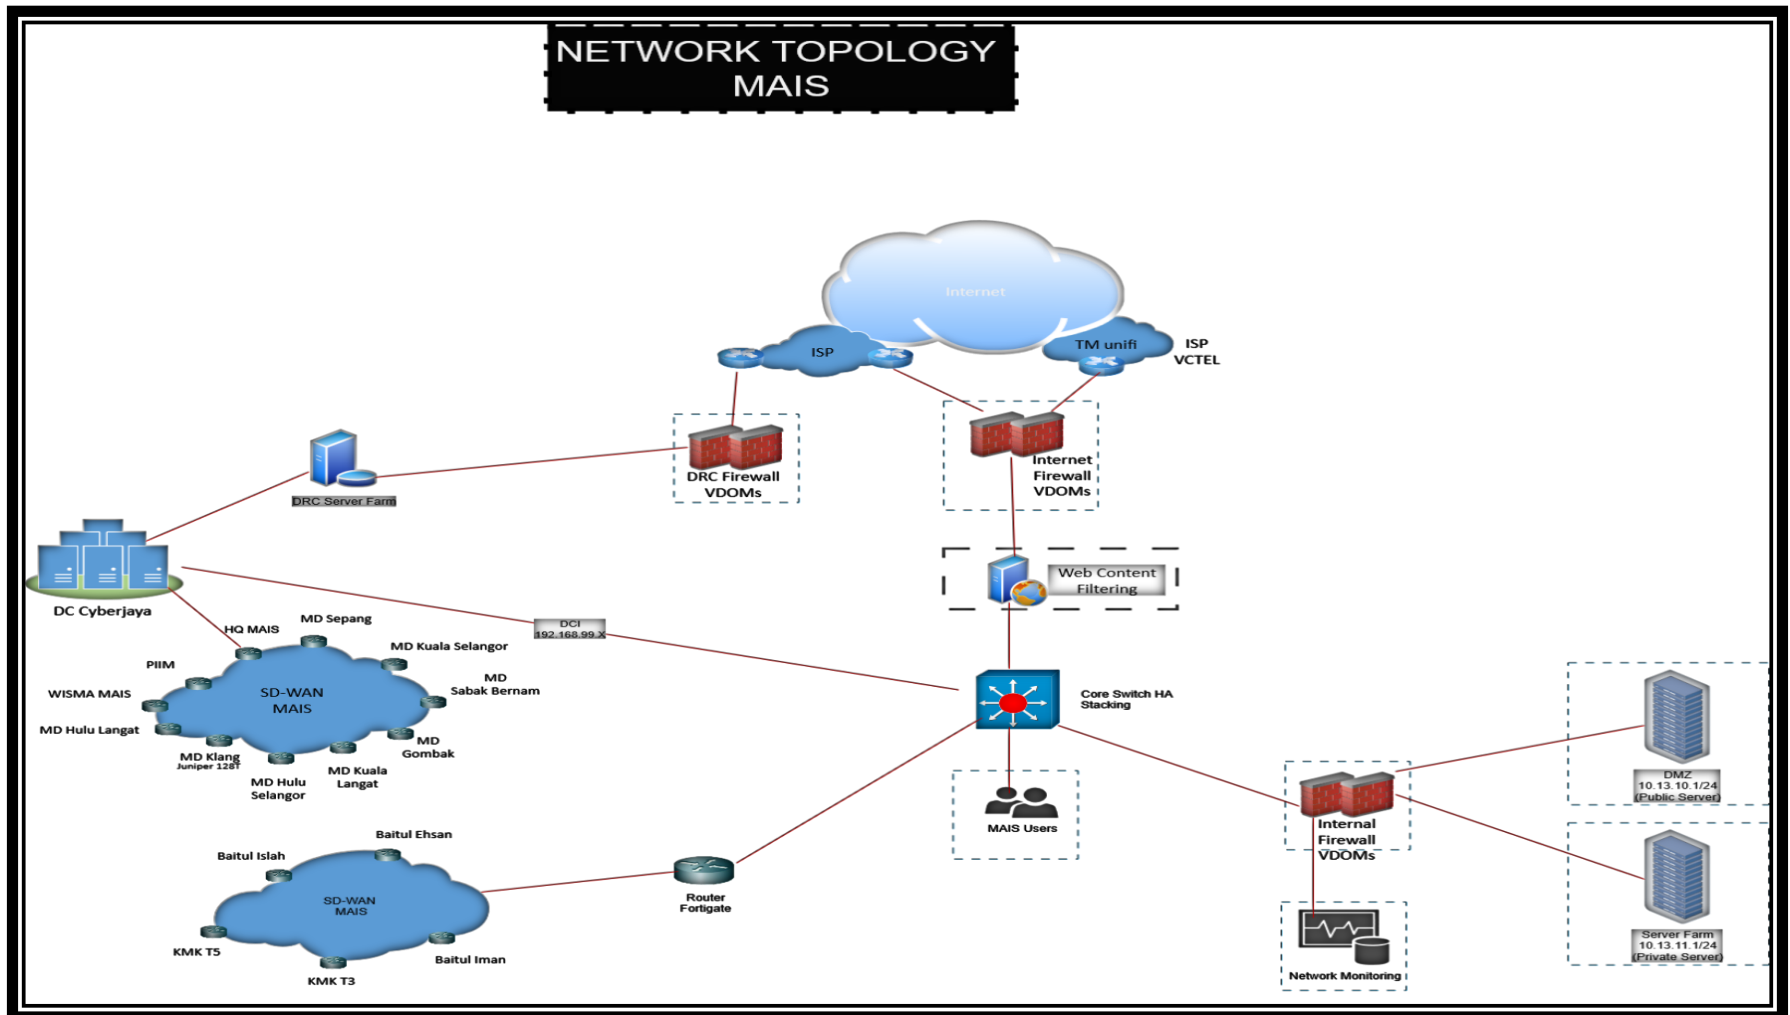 NETWORK TOPOLOGY
MAIS
Internet
ISP
TM unifi
ISP
VCTEL
DRC Firewall
VDOMs
Internet
Firewall
VDOMs
DRC Server Farm
Web Content
Filtering
DC Cyberjaya
DCI
192.168.99.X
HQ MAIS
MD Sepang
MD Kuala Selangor
PIIM
MD
Sabak Bernam
WISMA MAIS
SD-WAN
MAIS
MD Hulu Langat
MD
Gombak
MD Klang
Juniper 128T
MD Kuala
Langat
MD Hulu
Selangor
Core Switch HA
Stacking
MAIS Users
DMZ
10.13.10.1/24
(Public Server)
Internal
Firewall
VDOMs
Baitul Ehsan
Baitul Islah
SD-WAN
MAIS
Router
Fortigate
KMK T5
Baitul Iman
KMK T3
Network Monitoring
Server Farm
10.13.11.1/24
(Private Server)